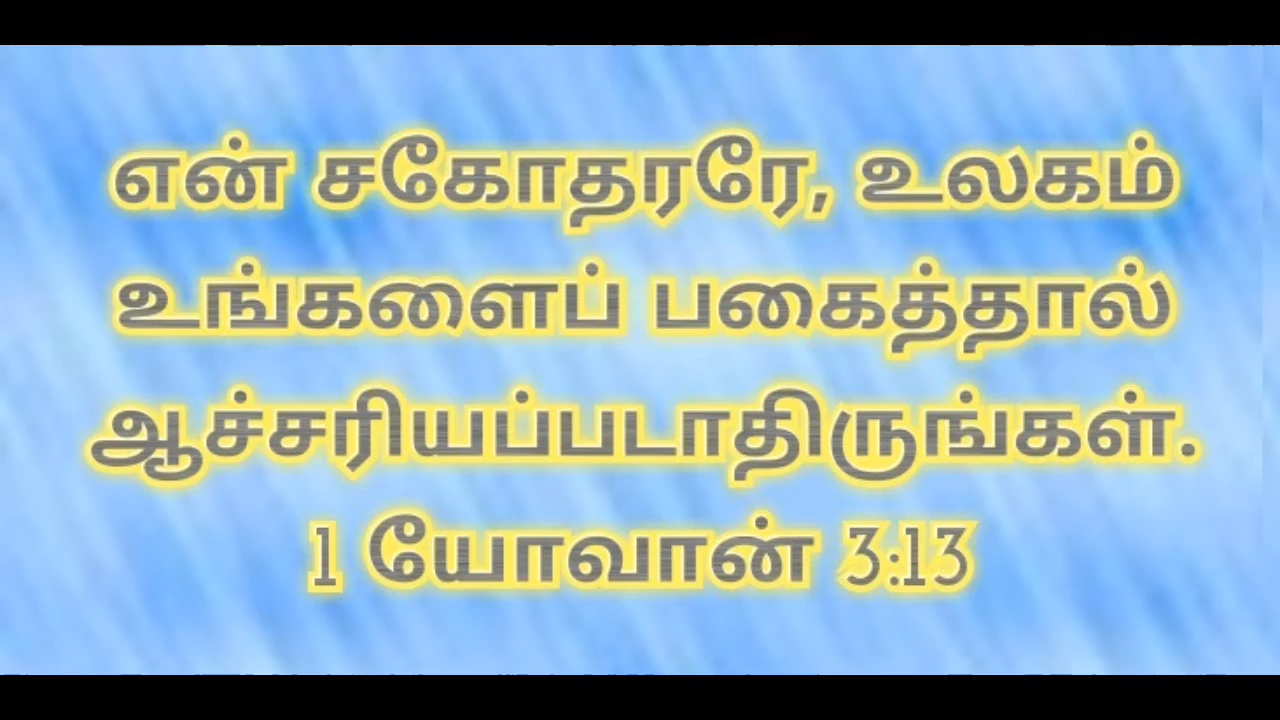 என் சகோதரரே, உலகம்
உங்களைப் பகைத்தால்
ஆச்சரியப்படாதிருங்கள்.
1 யோவான் 3:13